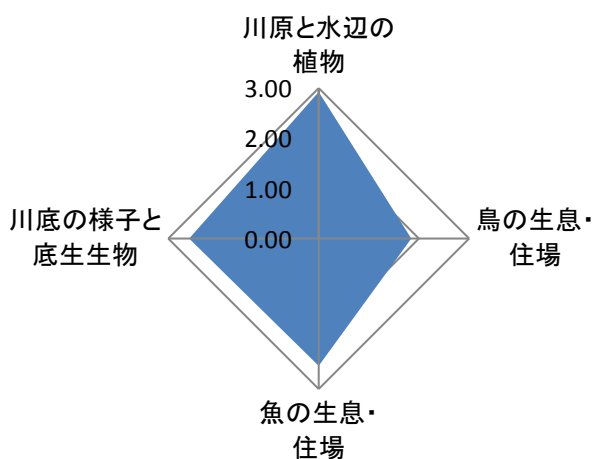 川原と水辺の
植物
3.00
2.00
1.00
0.00
川底の様子と
底生生物
鳥の生息・
住場
魚の生息・
住場